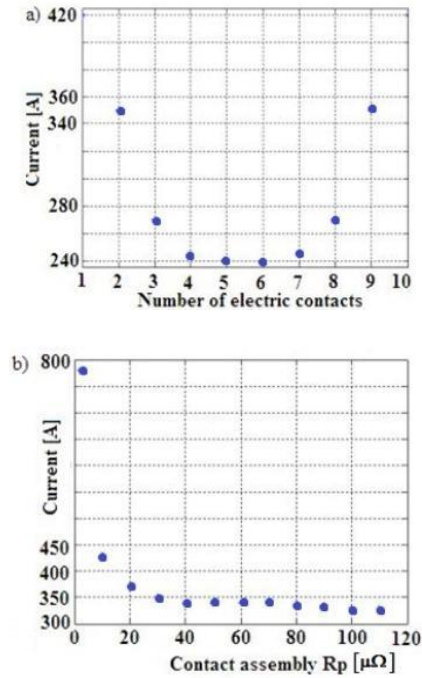 a)
420
360
340
280
240
Current [A]
1 2 3 4 5 6 7 8 9 10
Number of electric contacts
b)
800
450
400
350
300
Current [A]
0 20 40 60 80 100 120
Contact assembly Rp [μΩ]